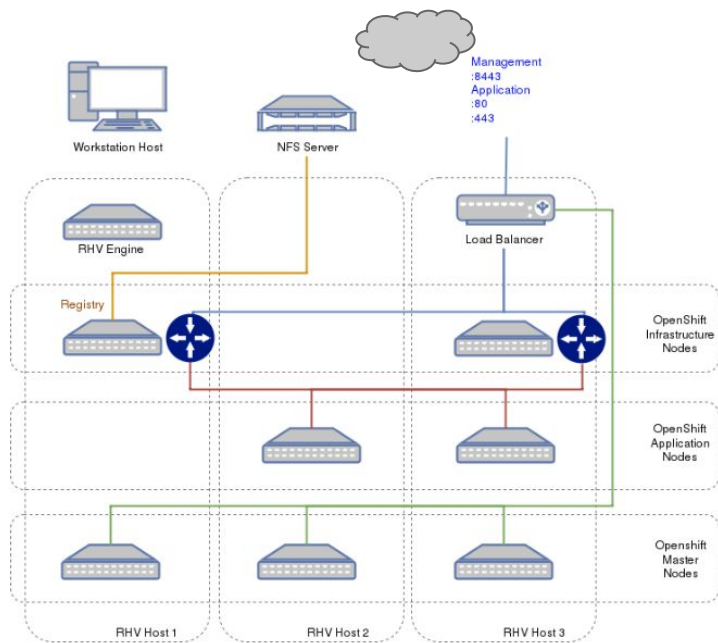 Management
:8443
Application
:80
:443
Workstation Host
NFS Server
RHV Engine
Load Balancer
Registry
OpenShift
Infrastructure
Nodes
OpenShift
Application
Nodes
Openshift
Master
Nodes
RHV Host 1
RHV Host 2
RHV Host 3